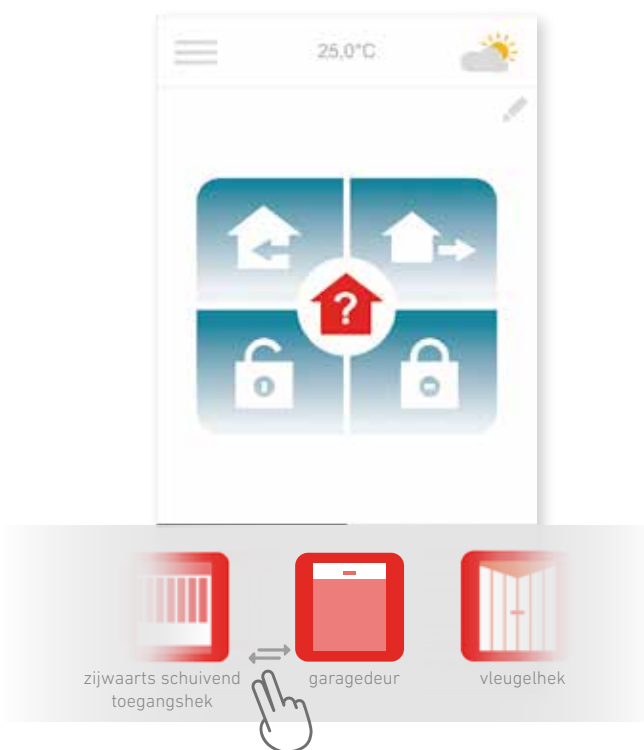 25,0°C
?
zijwaarts schuivend
toegangshek
garagedeur
vleugelhek